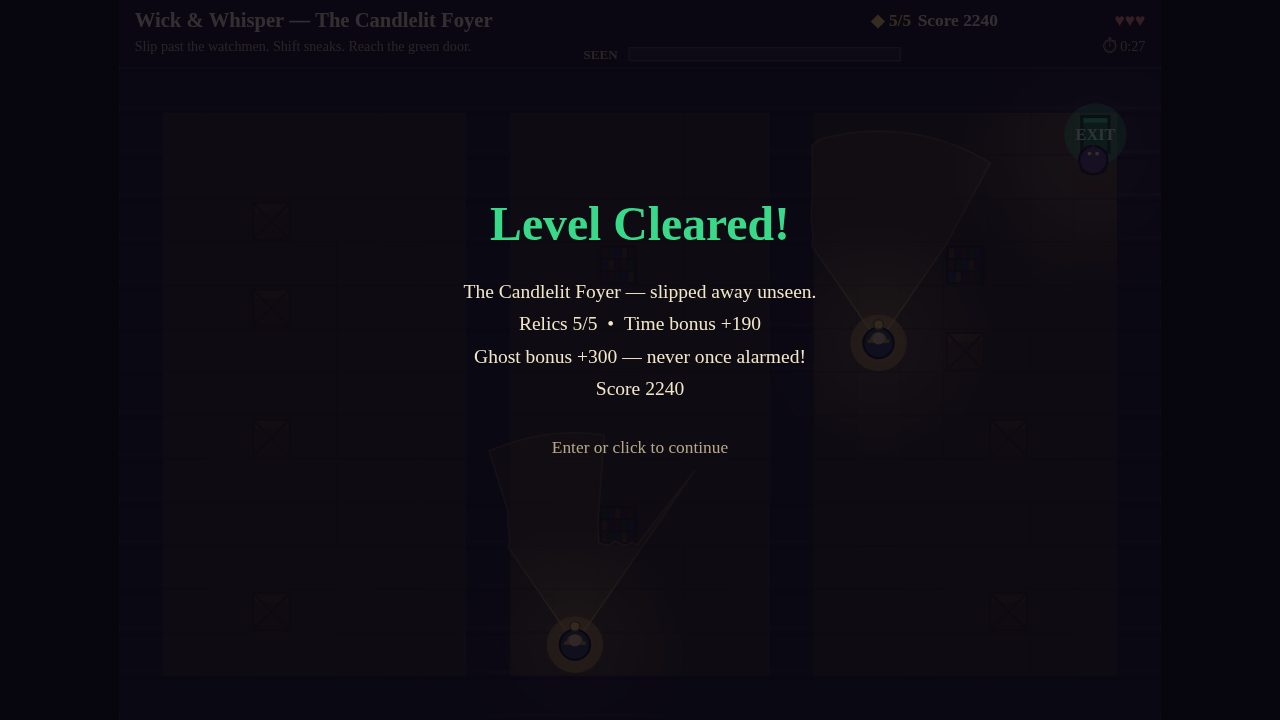 Wick & Whisper — The Candlelit Foyer
◆ 5/5 Score 2240
♥♥♥
Slip past the watchmen. Shift sneaks. Reach the green door.
SEEN
⏱ 0:27
EXIT
Level Cleared!
The Candlelit Foyer — slipped away unseen.
Relics 5/5 • Time bonus +190
Ghost bonus +300 — never once alarmed!
Score 2240
Enter or click to continue